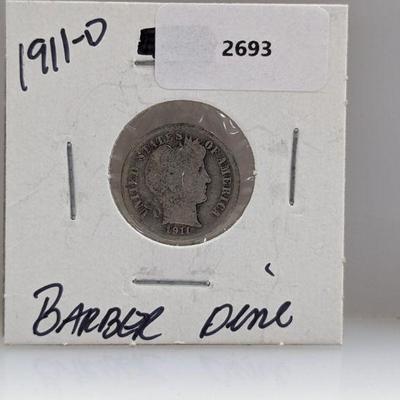 1911-D
2693
UNITED STATES OF AMERICA
1911
BARBER DIME